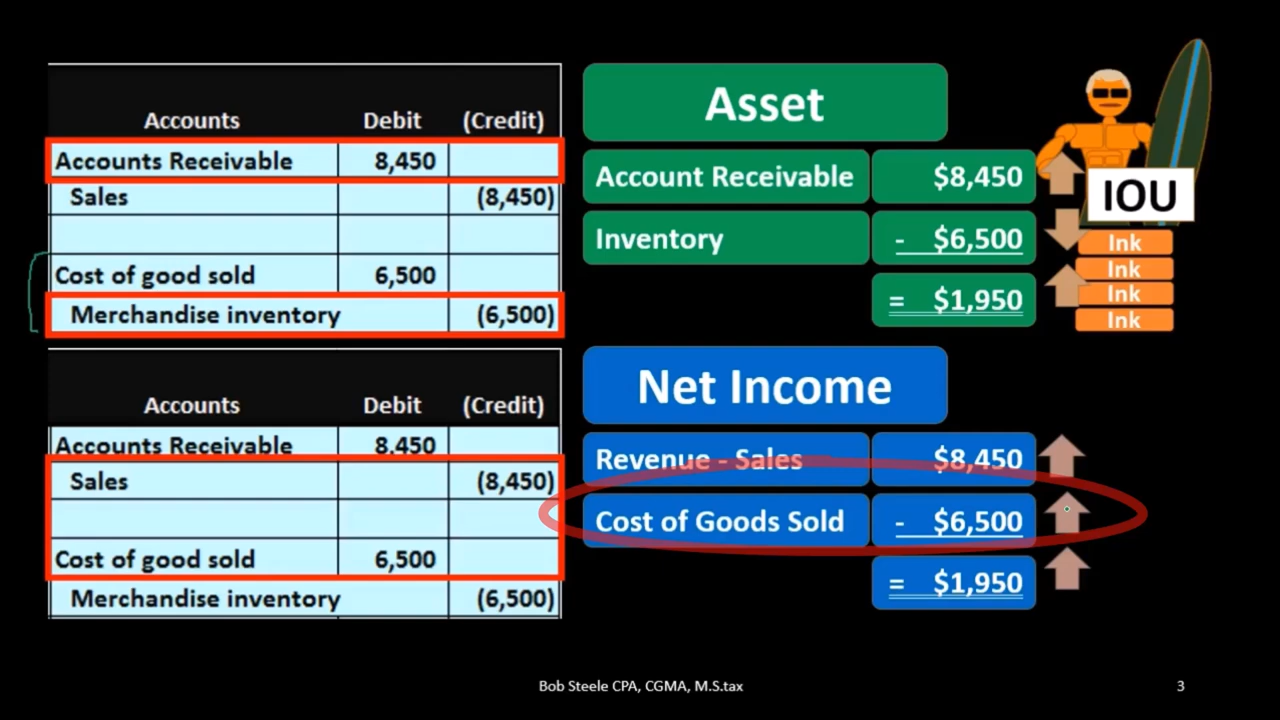 Accounts Debit (Credit)
Accounts Receivable 8,450
Sales (8,450)
Cost of good sold 6,500
Merchandise inventory (6,500)
Asset
Account Receivable $8,450
Inventory - $6,500
= $1,950
IOU
Ink
Ink
Ink
Ink
Accounts Debit (Credit)
Accounts Receivable 8,450
Sales (8,450)
Cost of good sold 6,500
Merchandise inventory (6,500)
Net Income
Revenue - Sales $8,450
Cost of Goods Sold - $6,500
= $1,950
Bob Steele CPA, CGMA, M.S.tax 3